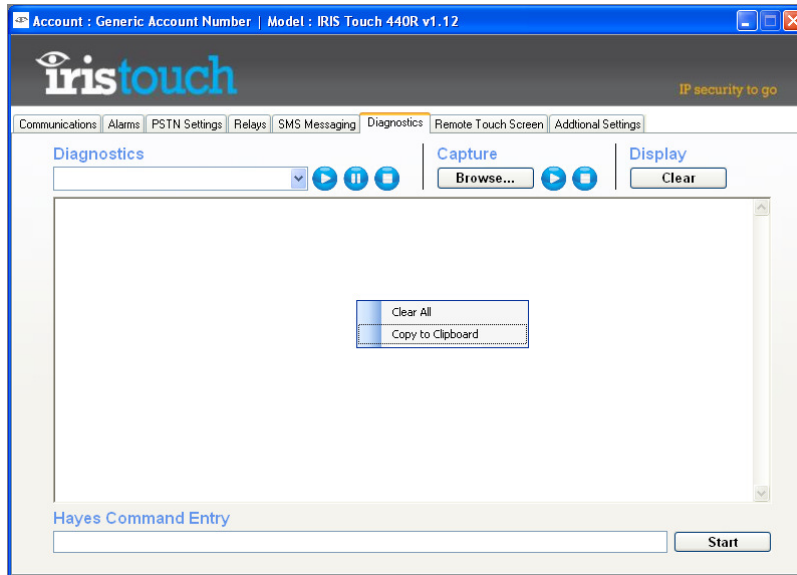 Account : Generic Account Number | Model : IRIS Touch 440R v1.12
iristouch
IP security to go
Communications Alarms PSTN Settings Relays SMS Messaging Diagnostics Remote Touch Screen Addtional Settings
Diagnostics Capture Display
Browse... Clear
Clear All
Copy to Clipboard
Hayes Command Entry
Start